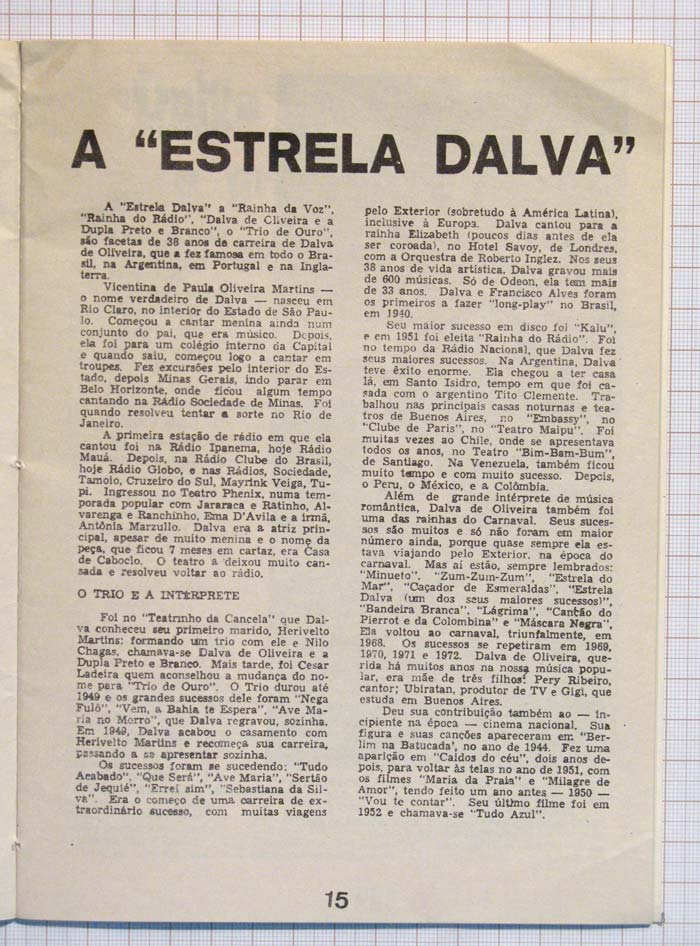 A "ESTRELA DALVA"
A "Estrela Dalva" a "Rainha da Voz",
"Rainha do Rádio", "Dalva de Oliveira e a
Dupla Preto e Branco", o "Trio de Ouro",
são facetas de 38 anos de carreira de Dalva
de Oliveira, que a fez famosa em todo o Bra-
sil, na Argentina, em Portugal e na Ingla-
terra.
Vicentina de Paula Oliveira Martins —
o nome verdadeiro de Dalva — nasceu em
Rio Claro, no interior do Estado de São Pau-
lo. Começou a cantar menina ainda num
conjunto do pai, que era músico. Depois,
ela foi para um colégio interno da Capital
e quando saiu, começou logo a cantar em
troupes. Fez excursões pelo interior do Es-
tado, depois Minas Gerais, indo parar em
Belo Horizonte, onde ficou algum tempo
cantando na Rádio Sociedade de Minas. Foi
quando resolveu tentar a sorte no Rio de
Janeiro.
A primeira estação de rádio em que ela
cantou foi na Rádio Ipanema, hoje Rádio
Mauá. Depois, na Rádio Clube do Brasil,
hoje Rádio Globo, e nas Rádios, Sociedade,
Tamoio, Cruzeiro do Sul, Mayrink Veiga, Tu-
pi. Ingressou no Teatro Phenix, numa tem-
porada popular com Jararaca e Ratinho, Al-
varenga e Ranchinho, Ema D'Avila e a irmã,
Antônia Marzullo. Dalva era a atriz prin-
cipal, apesar de muito menina e o nome da
peça, que ficou 7 meses em cartaz, era Casa
de Caboclo. O teatro a deixou muito can-
sada e resolveu voltar ao rádio.
O TRIO E A INTÉRPRETE
Foi no "Teatrinho da Cancela" que Dal-
va conheceu seu primeiro marido, Herivelto
Martins: formando um trio com ele e Nilo
Chagas, chamava-se Dalva de Oliveira e a
Dupla Preto e Branco. Mais tarde, foi Cesar
Ladeira quem aconselhou a mudança do no-
me para "Trio de Ouro". O Trio durou até
1949 e os grandes sucessos dele foram "Nega
Fulô", "Vem, a Bahia te Espera", "Ave Ma-
ria no Morro", que Dalva regravou, sozinha.
Em 1949, Dalva acabou o casamento com
Herivelto Martins e recomeça sua carreira,
passando a se apresentar sozinha.
Os sucessos foram se sucedendo: "Tudo
Acabado", "Que Será", "Ave Maria", "Sertão
de Jequié", "Errei sim", "Sebastiana da Sil-
va". Era o começo de uma carreira de ex-
traordinário sucesso, com muitas viagens
pelo Exterior (sobretudo à América Latina),
inclusive à Europa. Dalva cantou para a
rainha Elizabeth (poucos dias antes de ela
ser coroada), no Hotel Savoy, de Londres,
com a Orquestra de Roberto Inglez. Nos seus
38 anos de vida artística, Dalva gravou mais
de 600 músicas. Só de Odeon, ela tem mais
de 33 anos. Dalva e Francisco Alves foram
os primeiros a fazer "long-play" no Brasil,
em 1940.
Seu maior sucesso em disco foi "Kalu",
e em 1951 foi eleita "Rainha do Rádio". Foi
no tempo da Rádio Nacional, que Dalva fez
seus maiores sucessos. Na Argentina, Dalva
teve êxito enorme. Ela chegou a ter casa
lá, em Santo Isidro, tempo em que foi ca-
sada com o argentino Tito Clemente. Tra-
balhou nas principais casas noturnas e tea-
tros de Buenos Aires, no "Embassy", no
"Clube de Paris", no "Teatro Maipu". Foi
muitas vezes ao Chile, onde se apresentava
todos os anos, no Teatro "Bim-Bam-Bum",
de Santiago. Na Venezuela, também ficou
muito tempo e com muito sucesso. Depois,
o Peru, o México, e a Colômbia.
Além de grande intérprete de música
romântica, Dalva de Oliveira também foi
uma das rainhas do Carnaval. Seus suces-
sos são muitos e só não foram em maior
número ainda, porque quase sempre ela es-
tava viajando pelo Exterior, na época do
carnaval. Mas aí estão, sempre lembrados:
"Minueto", "Zum-Zum-Zum", "Estrela do
Mar", "Caçador de Esmeraldas", "Estrela
Dalva (um dos seus maiores sucessos)",
"Bandeira Branca", "Lágrima", "Cantão do
Pierrot e da Colombina" e "Máscara Negra",
Ela voltou ao carnaval, triunfalmente, em
1968. Os sucessos se repetiram em 1969,
1970, 1971 e 1972. Dalva de Oliveira, que-
rida há muitos anos na nossa música popu-
lar, era mãe de três filhos: Pery Ribeiro,
cantor; Ubiratan, produtor de TV e Gigi, que
estuda em Buenos Aires.
Deu sua contribuição também ao — in-
cipiente na época — cinema nacional. Sua
figura e suas canções apareceram em "Ber-
lim na Batucada', no ano de 1944. Fez uma
aparição em "Caídos do céu", dois anos de-
pois, para voltar às telas no ano de 1951, com
os filmes "Maria da Praia" e "Milagre de
Amor", tendo feito um ano antes — 1950 —
"Vou te contar". Seu último filme foi em
1952 e chamava-se "Tudo Azul".
15